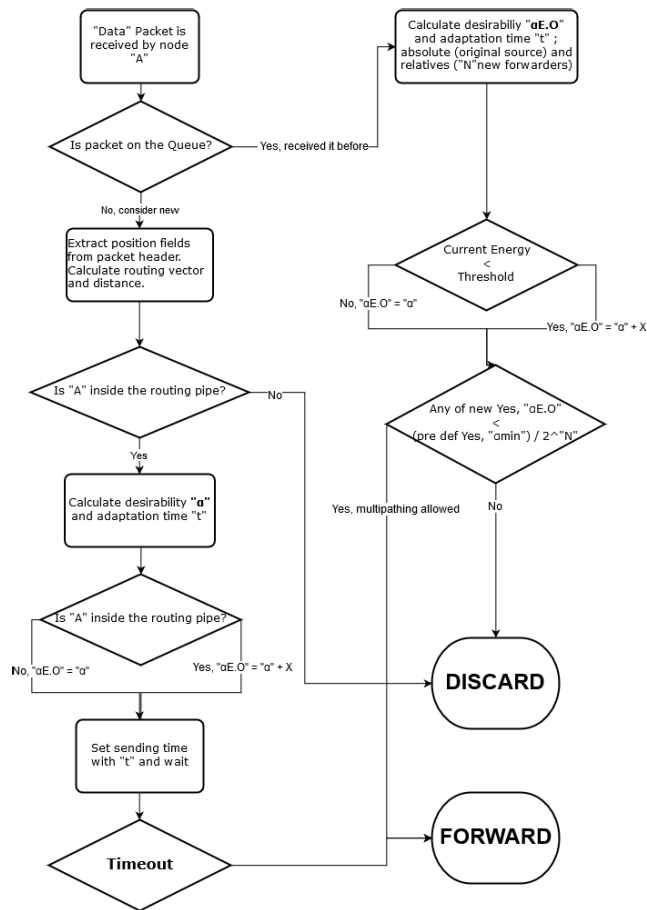 "Data" Packet is
received by node
"A"
Calculate desirabiliy "αE.O"
and adaptation time "t" ;
absolute (original source) and
relatives ("N"new forwarders)
Is packet on the Queue?
Yes, received it before
No, consider new
Extract position fields
from packet header.
Calculate routing vector
and distance.
Current Energy
<
Threshold
No, "αE.O" = "α"
Yes, "αE.O" = "α" + X
Is "A" inside the routing pipe?
No
Yes
Any of new Yes, "αE.O"
<
(pre def Yes, "αmin") / 2^"N"
Calculate desirability "α"
and adaptation time "t"
Yes, multipathing allowed
No
Is "A" inside the routing pipe?
No, "αE.O" = "α"
Yes, "αE.O" = "α" + X
DISCARD
Set sending time
with "t" and wait
Timeout
FORWARD